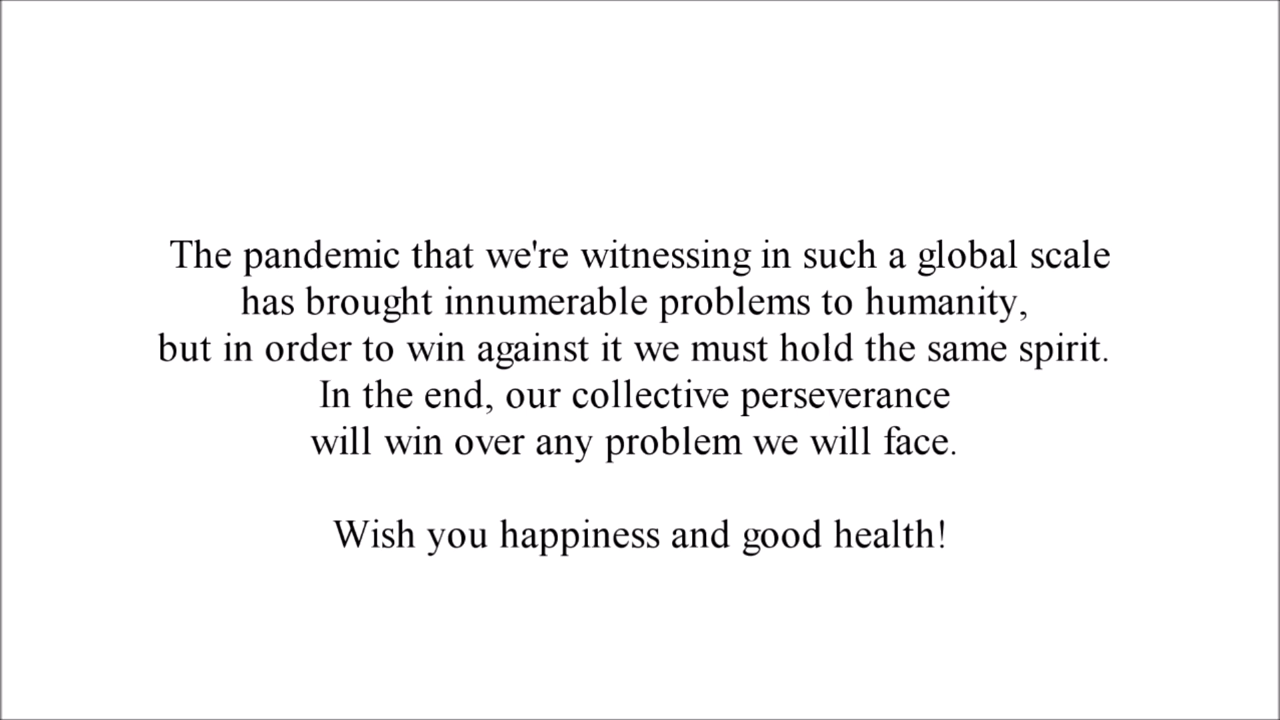 The pandemic that we're witnessing in such a global scale
has brought innumerable problems to humanity,
but in order to win against it we must hold the same spirit.
In the end, our collective perseverance
will win over any problem we will face.
Wish you happiness and good health!